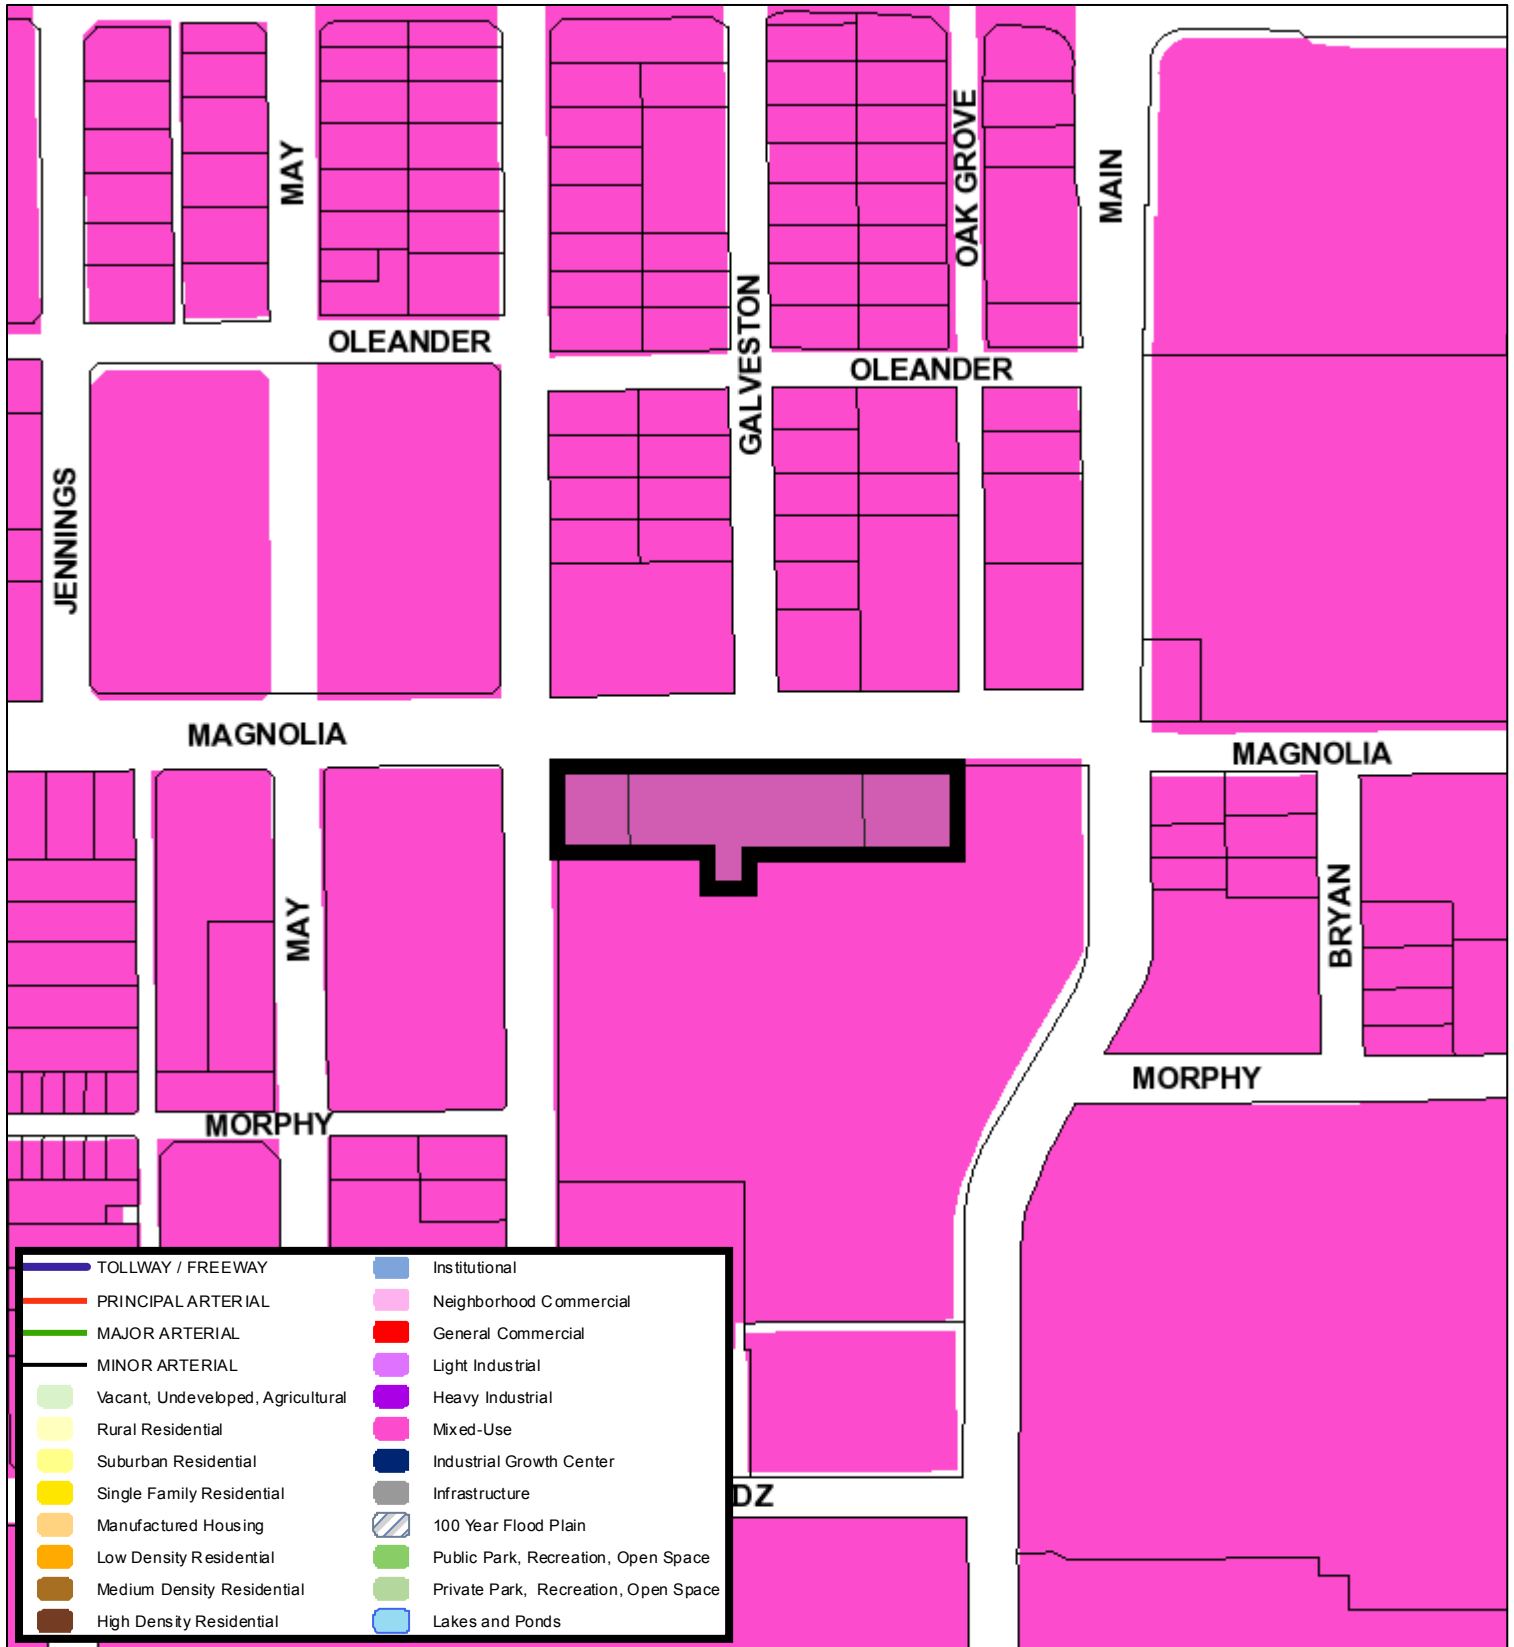 MAY
OAK GROVE
MAIN
OLEANDER
GALVESTON
OLEANDER
JENNINGS
MAGNOLIA
MAGNOLIA
MAY
BRYAN
MORPHY
MORPHY
DZ
TOLLWAY / FREEWAY
PRINCIPAL ARTERIAL
MAJOR ARTERIAL
MINOR ARTERIAL
Vacant, Undeveloped, Agricultural
Rural Residential
Suburban Residential
Single Family Residential
Manufactured Housing
Low Density Residential
Medium Density Residential
High Density Residential
Institutional
Neighborhood Commercial
General Commercial
Light Industrial
Heavy Industrial
Mixed-Use
Industrial Growth Center
Infrastructure
100 Year Flood Plain
Public Park, Recreation, Open Space
Private Park, Recreation, Open Space
Lakes and Ponds